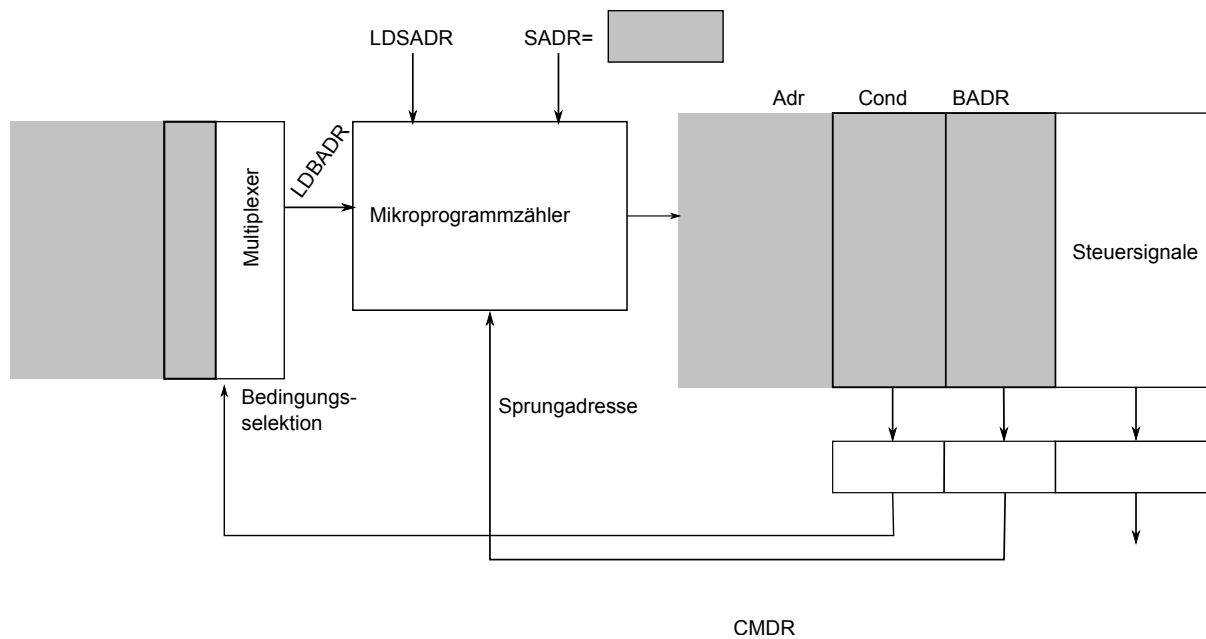 LDSADR
SADR=
Adr
Cond
BADR
Multiplexer
LDBADR
Mikroprogrammzähler
Steuersignale
Bedingungs-
selektion
Sprungadresse
CMDR